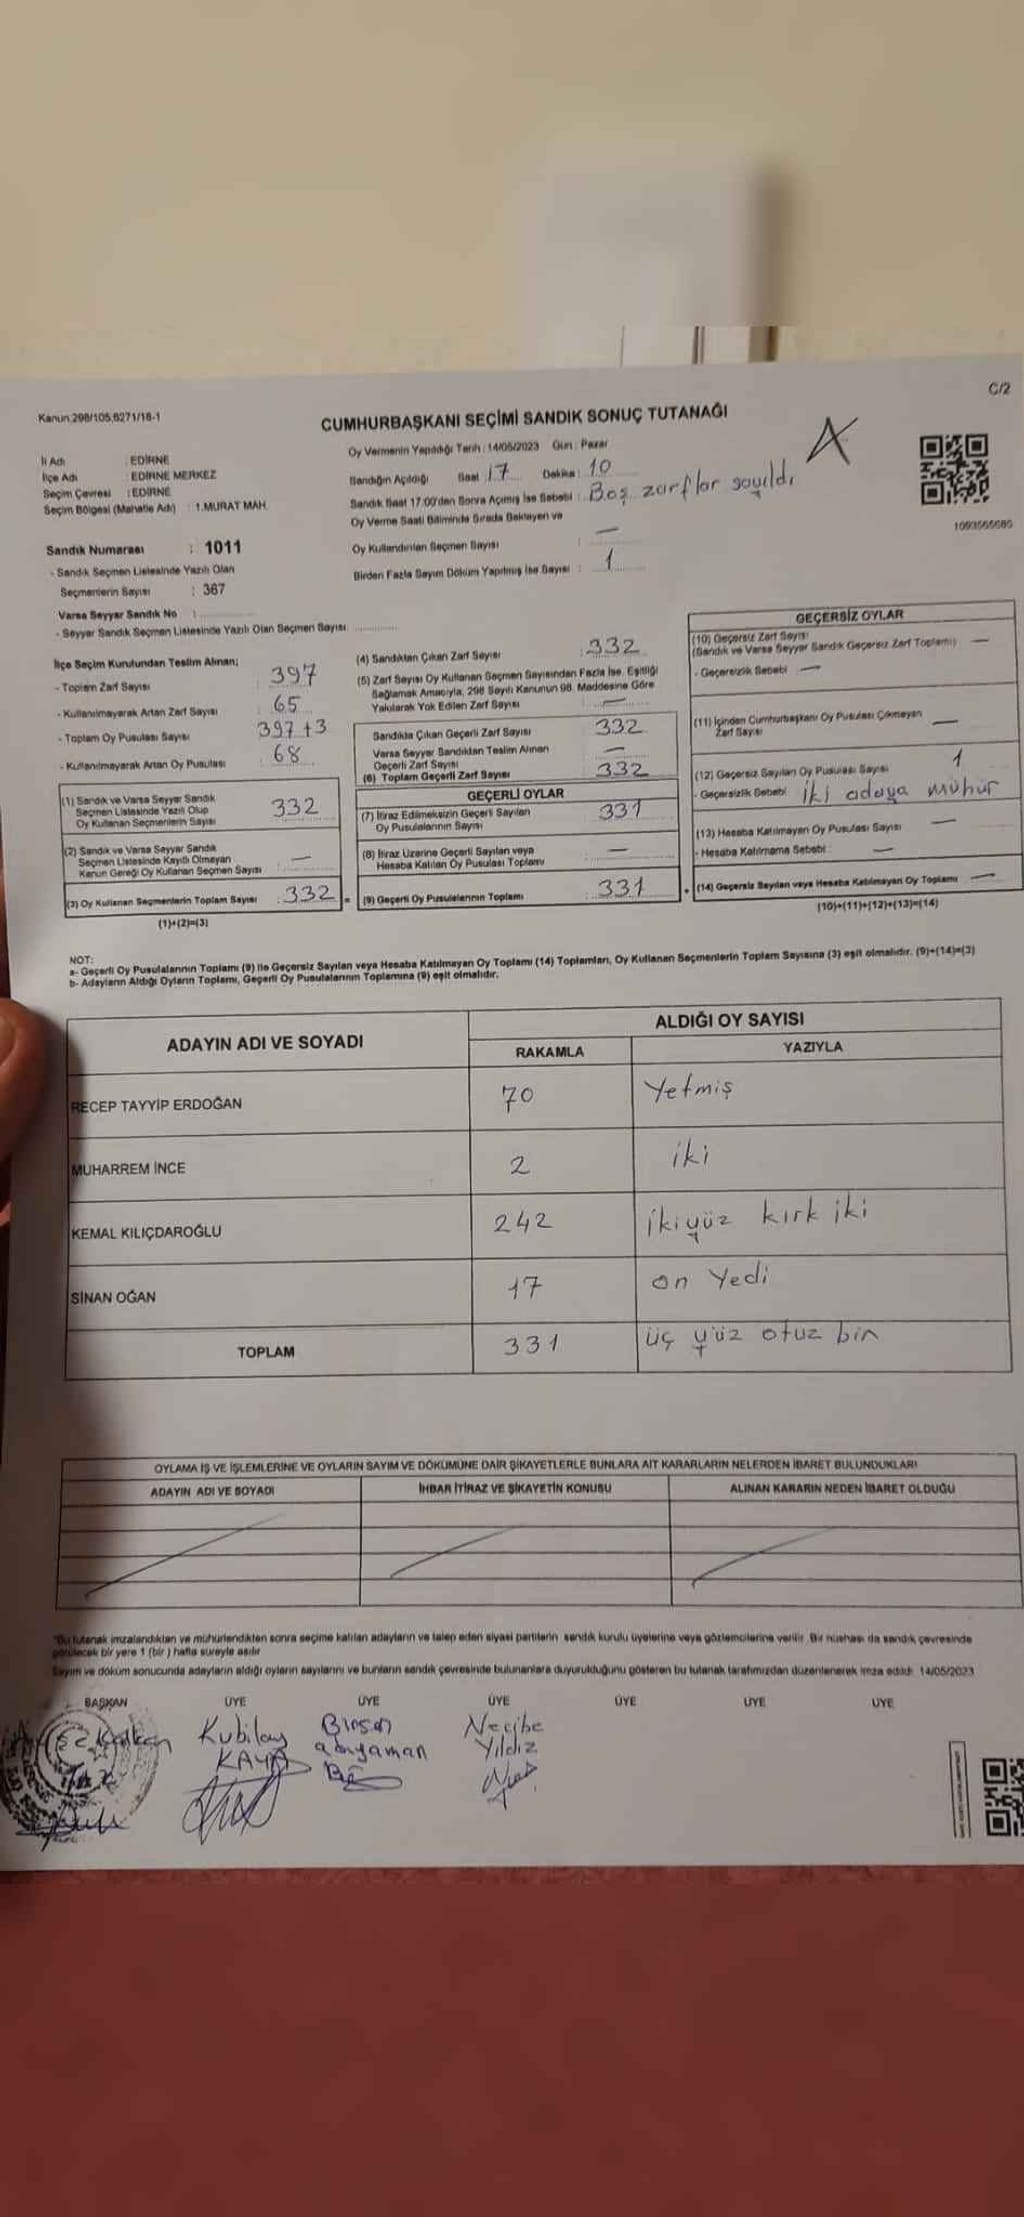 C/2
Kanun:298/105,6271/18-1
CUMHURBAŞKANI SEÇİMİ SANDIK SONUÇ TUTANAĞI
A
İl Adı : EDİRNE
İlçe Adı : EDİRNE MERKEZ
Seçim Çevresi : EDİRNE
Seçim Bölgesi (Mahalle Adı) : 1.MURAT MAH.
Oy Vermenin Yapıldığı Tarih : 14/05/2023 Gün : Pazar
Sandığın Açıldığı Saat 17 Dakika : 10
Sandık Saat 17:00'den Sonra Açılmış İse Sebebi : Boş zarflar sayıldı
Oy Verme Saati Bitiminde Sırada Bekleyen ve
Oy Kullandırılan Seçmen Sayısı : —
Birden Fazla Sayım Döküm Yapılmış İse Sayısı : 1
Sandık Numarası : 1011
- Sandık Seçmen Listesinde Yazılı Olan
Seçmenlerin Sayısı : 367
Varsa Seyyar Sandık No :
- Seyyar Sandık Seçmen Listesinde Yazılı Olan Seçmen Sayısı
İlçe Seçim Kurulundan Teslim Alınan;
- Toplam Zarf Sayısı : 397
- Kullanılmayarak Artan Zarf Sayısı : 65
- Toplam Oy Pusulası Sayısı : 397+3
- Kullanılmayarak Artan Oy Pusulası : 68
(1) Sandık ve Varsa Seyyar Sandık
Seçmen Listesinde Yazılı Olup
Oy Kullanan Seçmenlerin Sayısı 332
(2) Sandık ve Varsa Seyyar Sandık
Seçmen Listesinde Kayıtlı Olmayan
Kanun Gereği Oy Kullanan Seçmen Sayısı —
(3) Oy Kullanan Seçmenlerin Toplam Sayısı : 332 =
(1)+(2)=(3)
(4) Sandıktan Çıkan Zarf Sayısı : 332
(5) Zarf Sayısı Oy Kullanan Seçmen Sayısından Fazla İse, Eşitliği
Sağlamak Amacıyla, 298 Sayılı Kanunun 98. Maddesine Göre
Yakılarak Yok Edilen Zarf Sayısı —
Sandıkta Çıkan Geçerli Zarf Sayısı 332
Varsa Seyyar Sandıktan Teslim Alınan
Geçerli Zarf Sayısı —
(6) Toplam Geçerli Zarf Sayısı 332
GEÇERLİ OYLAR
(7) İtiraz Edilmeksizin Geçerli Sayılan
Oy Pusulalarının Sayısı 331
(8) İtiraz Üzerine Geçerli Sayılan veya
Hesaba Katılan Oy Pusulası Toplamı —
(9) Geçerli Oy Pusulalarının Toplamı : 331 +
GEÇERSİZ OYLAR
(10) Geçersiz Zarf Sayısı
(Sandık ve Varsa Seyyar Sandık Geçersiz Zarf Toplamı) —
- Geçersizlik Sebebi —
(11) İçinden Cumhurbaşkanı Oy Pusulası Çıkmayan
Zarf Sayısı —
(12) Geçersiz Sayılan Oy Pusulası Sayısı 1
- Geçersizlik Sebebi iki adaya mühür
(13) Hesaba Katılmayan Oy Pusulası Sayısı —
- Hesaba Katılmama Sebebi : —
(14) Geçersiz Sayılan veya Hesaba Katılmayan Oy Toplamı —
(10)+(11)+(12)+(13)=(14)
NOT:
a- Geçerli Oy Pusulalarının Toplamı (9) ile Geçersiz Sayılan veya Hesaba Katılmayan Oy Toplamı (14) Toplamları, Oy Kullanan Seçmenlerin Toplam Sayısına (3) eşit olmalıdır. (9)+(14)=(3)
b- Adayların Aldığı Oyların Toplamı, Geçerli Oy Pusulalarının Toplamına (9) eşit olmalıdır.
ADAYIN ADI VE SOYADI
ALDIĞI OY SAYISI
RAKAMLA YAZIYLA
RECEP TAYYİP ERDOĞAN 70 Yetmiş
MUHARREM İNCE 2 iki
KEMAL KILIÇDAROĞLU 242 ikiyüz kırk iki
SİNAN OĞAN 17 on Yedi
TOPLAM 331 üç yüz otuz bir
OYLAMA İŞ VE İŞLEMLERİNE VE OYLARIN SAYIM VE DÖKÜMÜNE DAİR ŞİKAYETLERLE BUNLARA AİT KARARLARIN NELERDEN İBARET BULUNDUKLARI
ADAYIN ADI VE SOYADI İHBAR İTİRAZ VE ŞİKAYETİN KONUSU ALINAN KARARIN NEDEN İBARET OLDUĞU
*Bu tutanak imzalandıktan ve mühürlendikten sonra seçime katılan adayların ve talep eden siyasi partilerin sandık kurulu üyelerine veya gözlemcilerine verilir. Bir nüshası da sandık çevresinde
görülecek bir yere 1 (bir) hafta süreyle asılır
Sayım ve döküm sonucunda adayların aldığı oyların sayılarını ve bunların sandık çevresinde bulunanlara duyurulduğunu gösteren bu tutanak tarafımızdan düzenlenerek imza edildi. 14/05/2023
BAŞKAN ÜYE ÜYE ÜYE ÜYE ÜYE ÜYE
Kubilay Binsen Necibe
KAYA adıyaman Yıldız